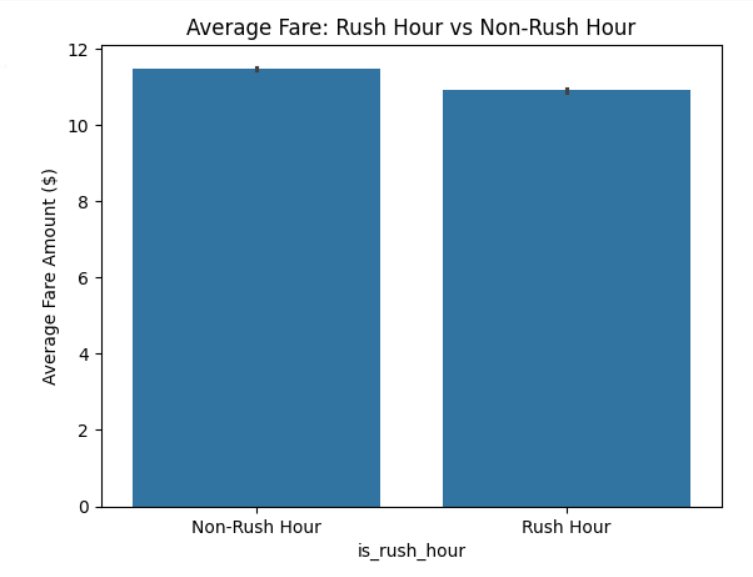 Average Fare: Rush Hour vs Non-Rush Hour
12
10
8
6
4
2
0
Average Fare Amount ($)
Non-Rush Hour Rush Hour
is_rush_hour